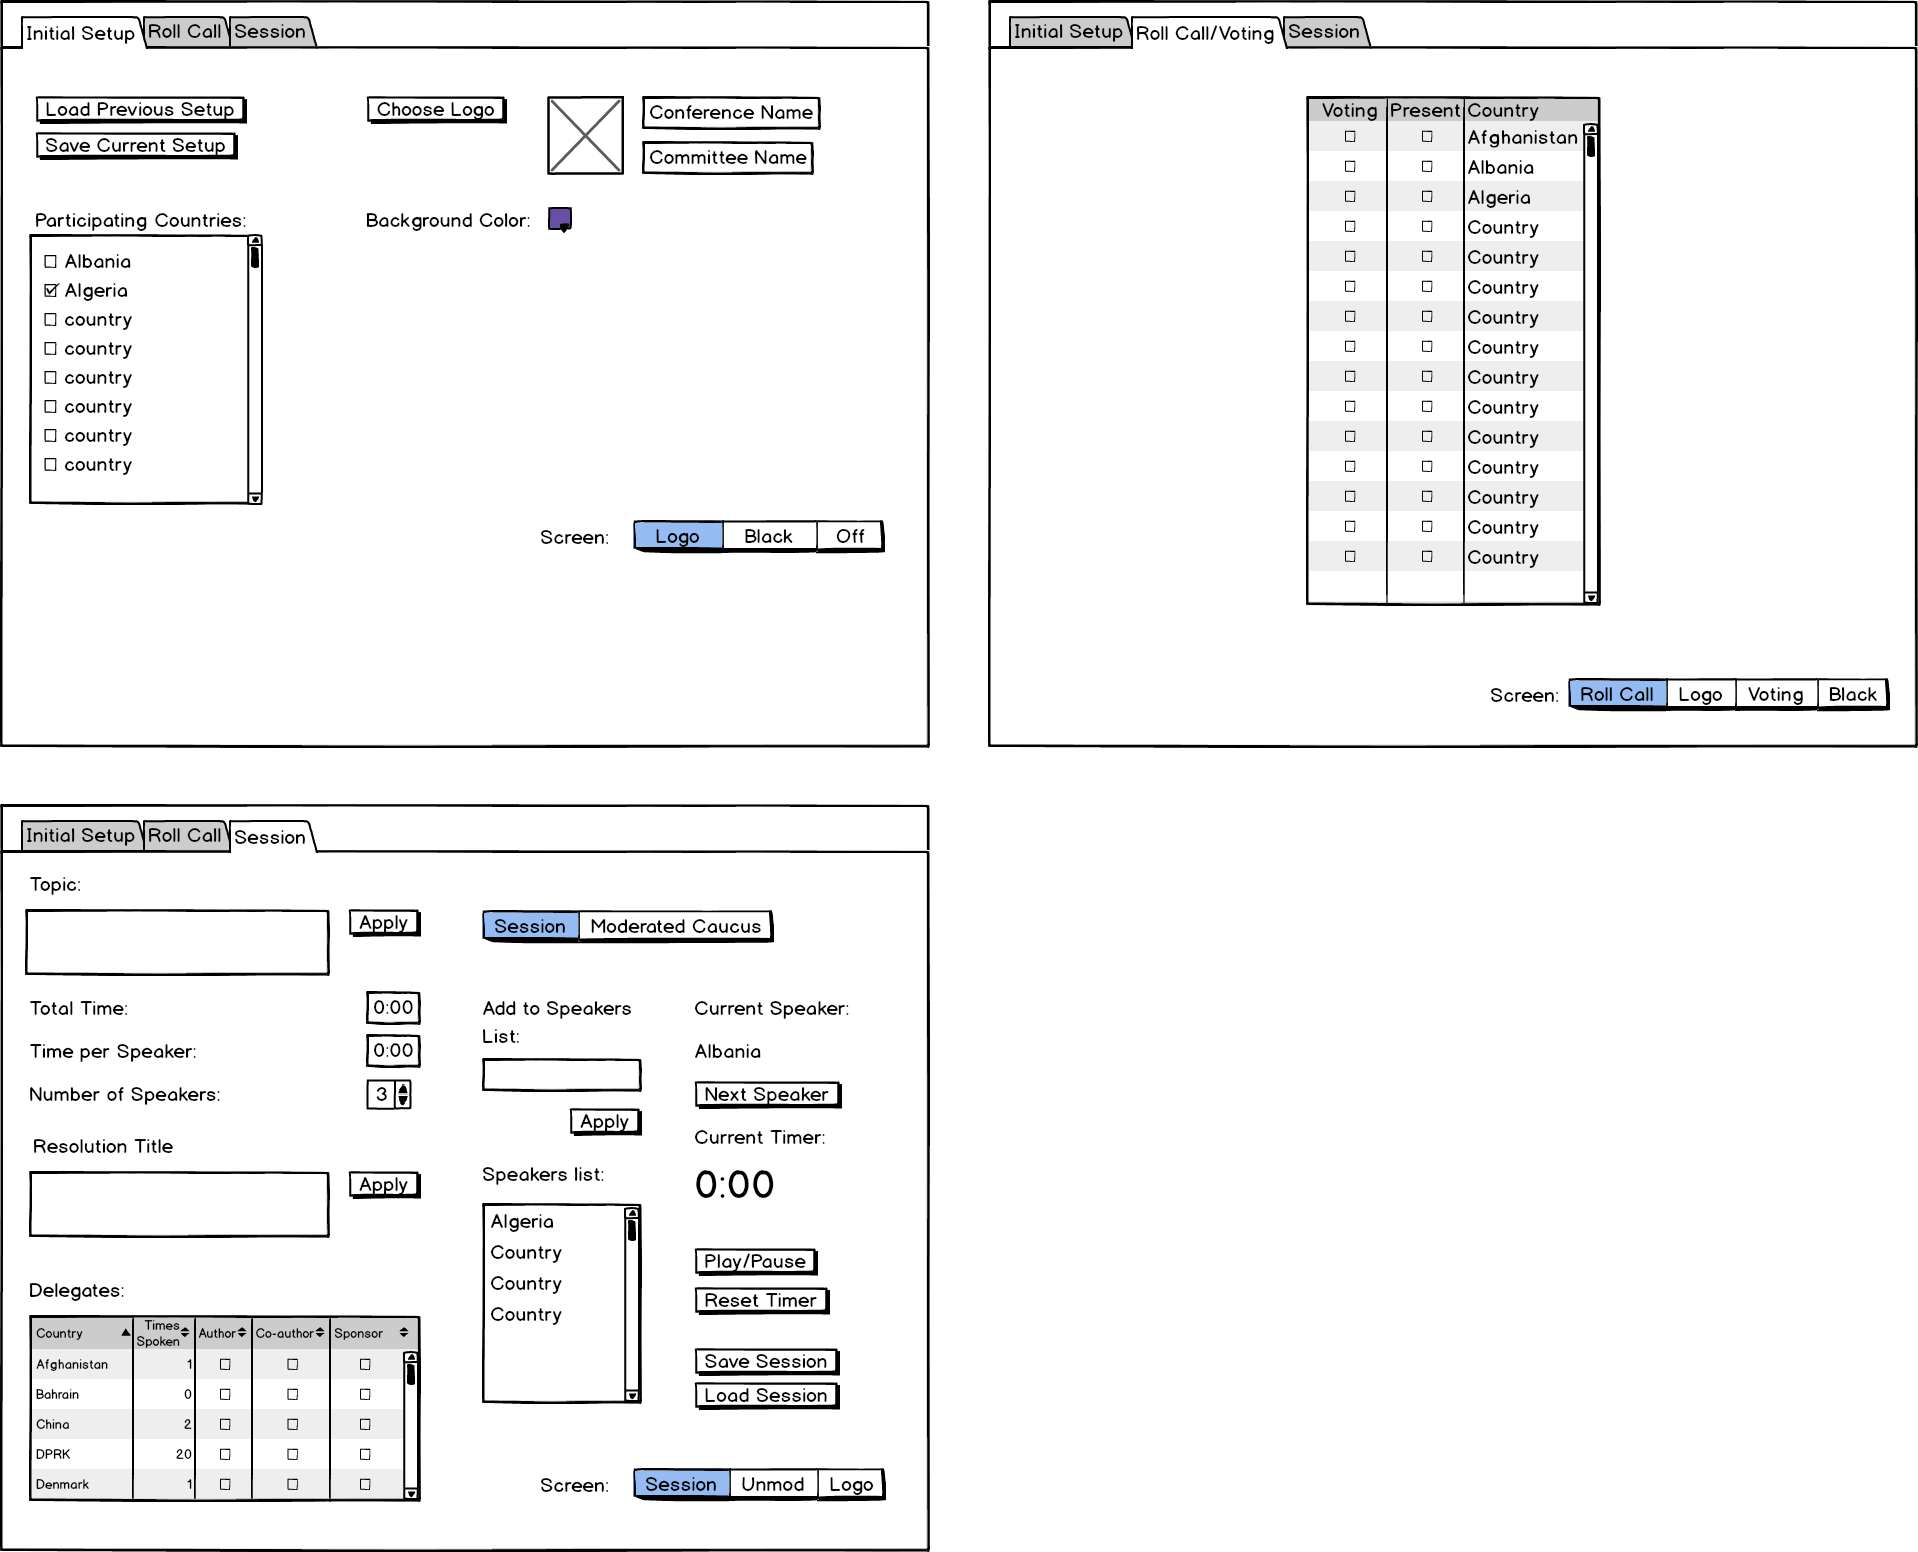 Initial Setup Roll Call Session
Load Previous Setup
Save Current Setup
Choose Logo
Conference Name
Committee Name
Participating Countries:
Background Color:
Albania
Algeria
country
country
country
country
country
country
Screen: Logo Black Off
Initial Setup Roll Call/Voting Session
Voting Present Country
Afghanistan
Albania
Algeria
Country
Country
Country
Country
Country
Country
Country
Country
Country
Country
Country
Country
Screen: Roll Call Logo Voting Black
Initial Setup Roll Call Session
Topic:
Apply
Session Moderated Caucus
Total Time: 0:00
Time per Speaker: 0:00
Number of Speakers: 3
Resolution Title
Apply
Delegates:
Country Times Spoken Author Co-author Sponsor
Afghanistan 1
Bahrain 0
China 2
DPRK 20
Denmark 1
Add to Speakers
List:
Apply
Speakers list:
Algeria
Country
Country
Country
Current Speaker:
Albania
Next Speaker
Current Timer:
0:00
Play/Pause
Reset Timer
Save Session
Load Session
Screen: Session Unmod Logo